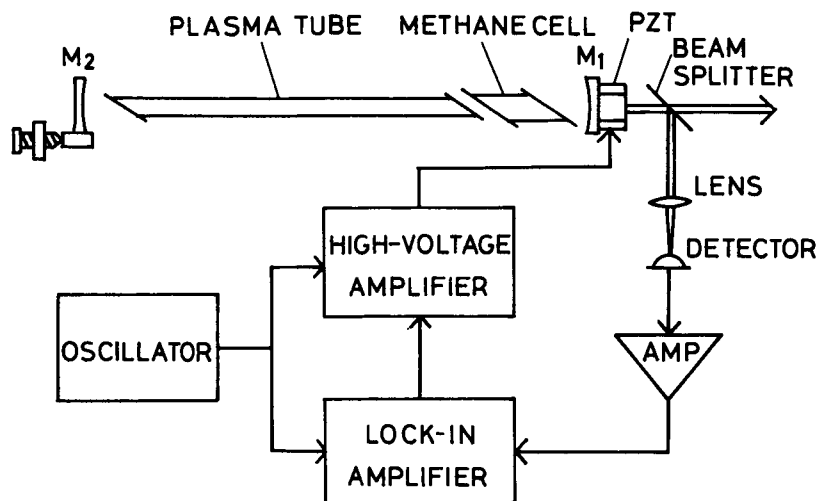 PLASMA TUBE
METHANE CELL
PZT
M2
M1
BEAM
SPLITTER
LENS
DETECTOR
HIGH-VOLTAGE
AMPLIFIER
OSCILLATOR
AMP
LOCK-IN
AMPLIFIER